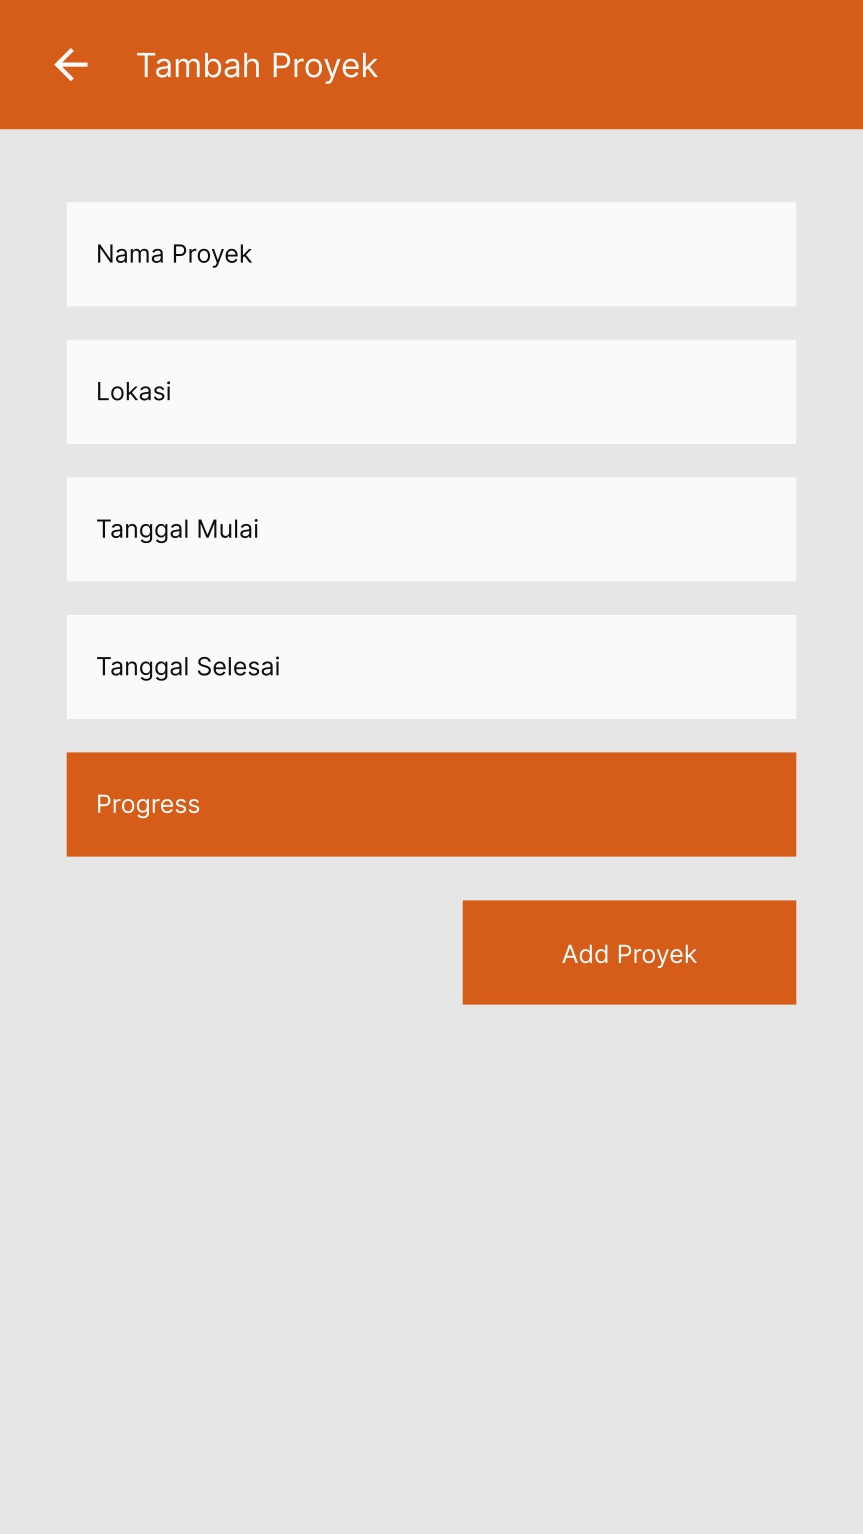 Tambah Proyek
Nama Proyek
Lokasi
Tanggal Mulai
Tanggal Selesai
Progress
Add Proyek